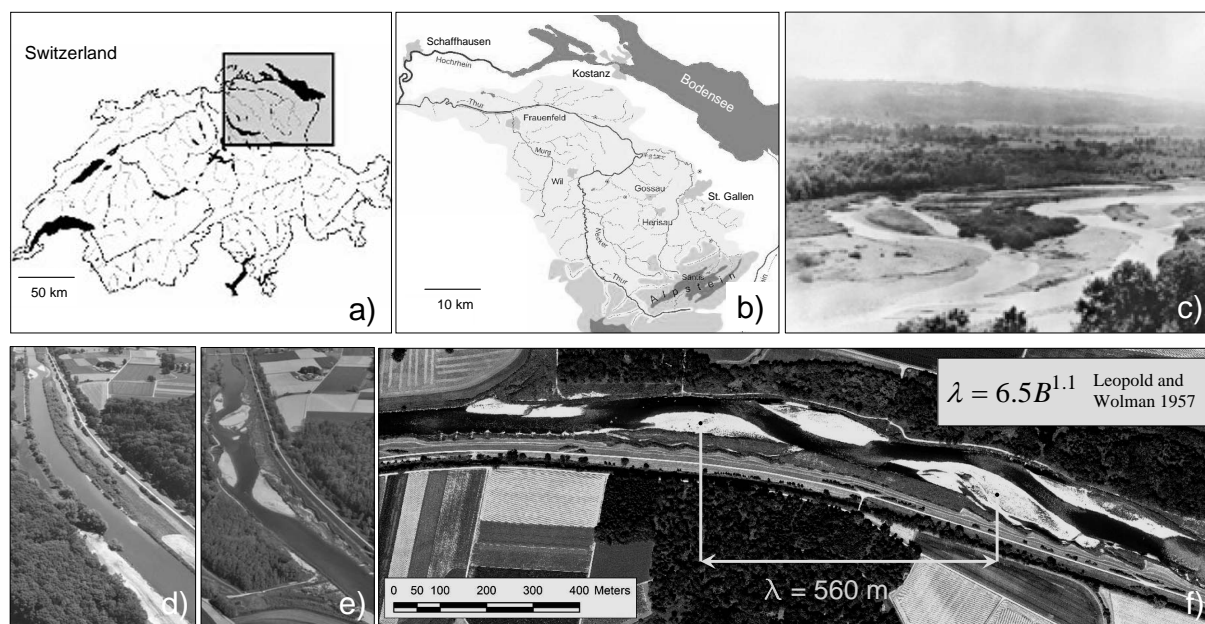 Switzerland
50 km
a)
Schaffhausen
Hochrhein
Kostanz
Bodensee
Thur
Frauenfeld
Murg
Wil
Gossau
St. Gallen
Herisau
Necker
Thur
Säntis
Alpstein
10 km
b)
c)
d)
e)
λ = 6.5B^1.1 Leopold and
Wolman 1957
0 50 100 200 300 400 Meters
λ = 560 m
f)